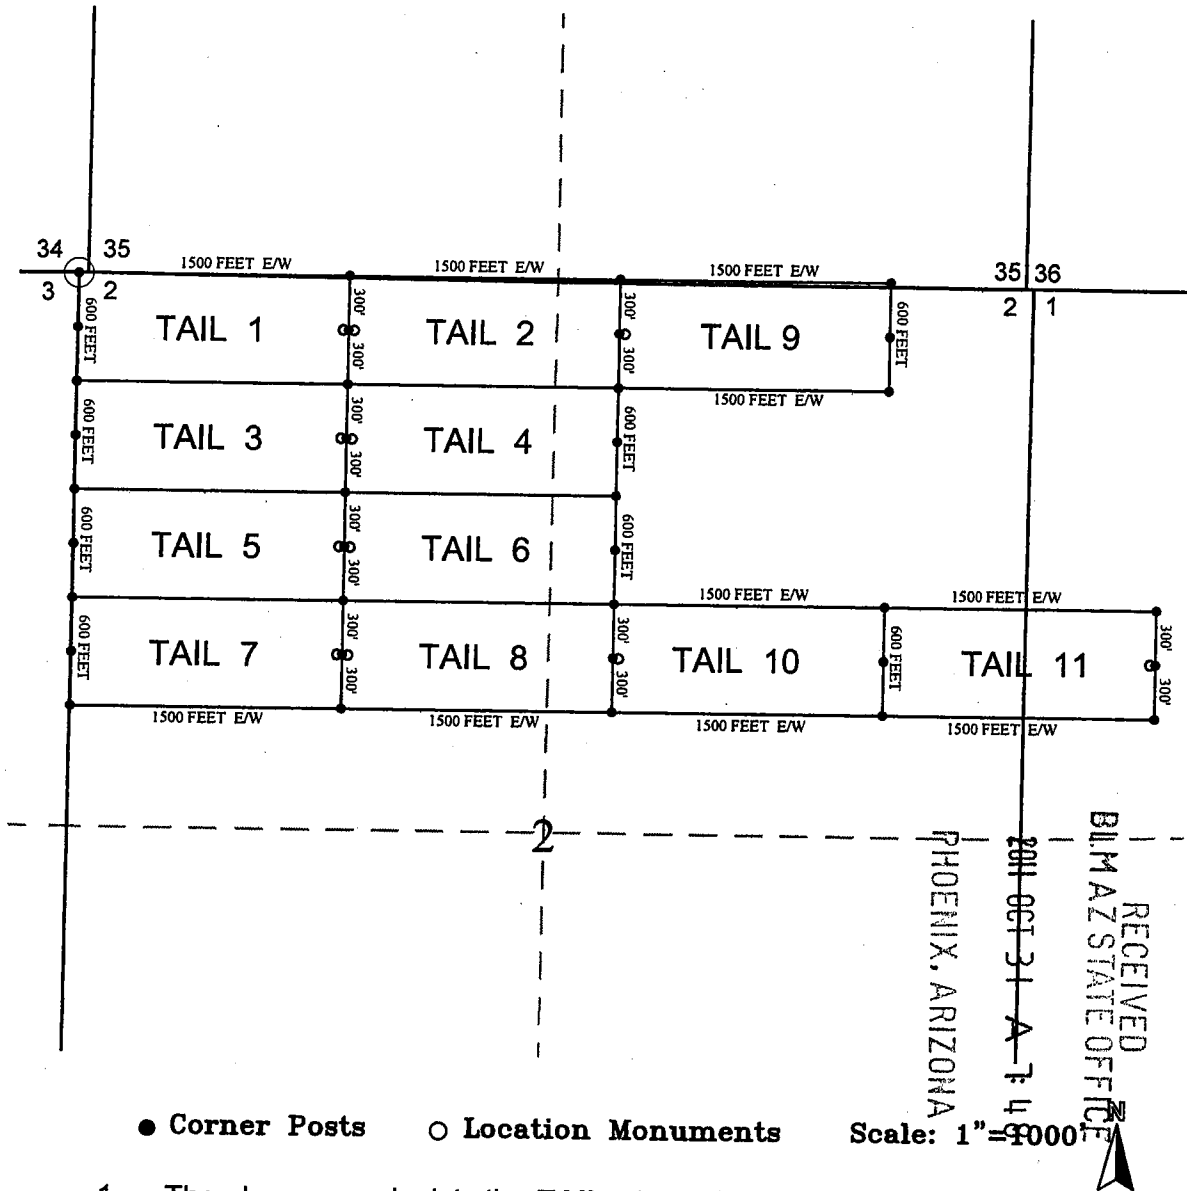 34 35
3 2
35 36
2 1
1500 FEET E/W 1500 FEET E/W 1500 FEET E/W
600 FEET TAIL 1 300' 300' TAIL 2 300' 300' TAIL 9 600 FEET
1500 FEET E/W
600 FEET TAIL 3 300' 300' TAIL 4 600 FEET
600 FEET TAIL 5 300' 300' TAIL 6 600 FEET
1500 FEET E/W 1500 FEET E/W
600 FEET TAIL 7 300' 300' TAIL 8 300' 300' TAIL 10 600 FEET TAIL 11 300' 300'
1500 FEET E/W 1500 FEET E/W 1500 FEET E/W 1500 FEET E/W
2
RECEIVED
BLM AZ STATE OFFICE
2011 OCT 31 A 7:48
PHOENIX, ARIZONA
N
Corner Posts Location Monuments Scale: 1"=1000'